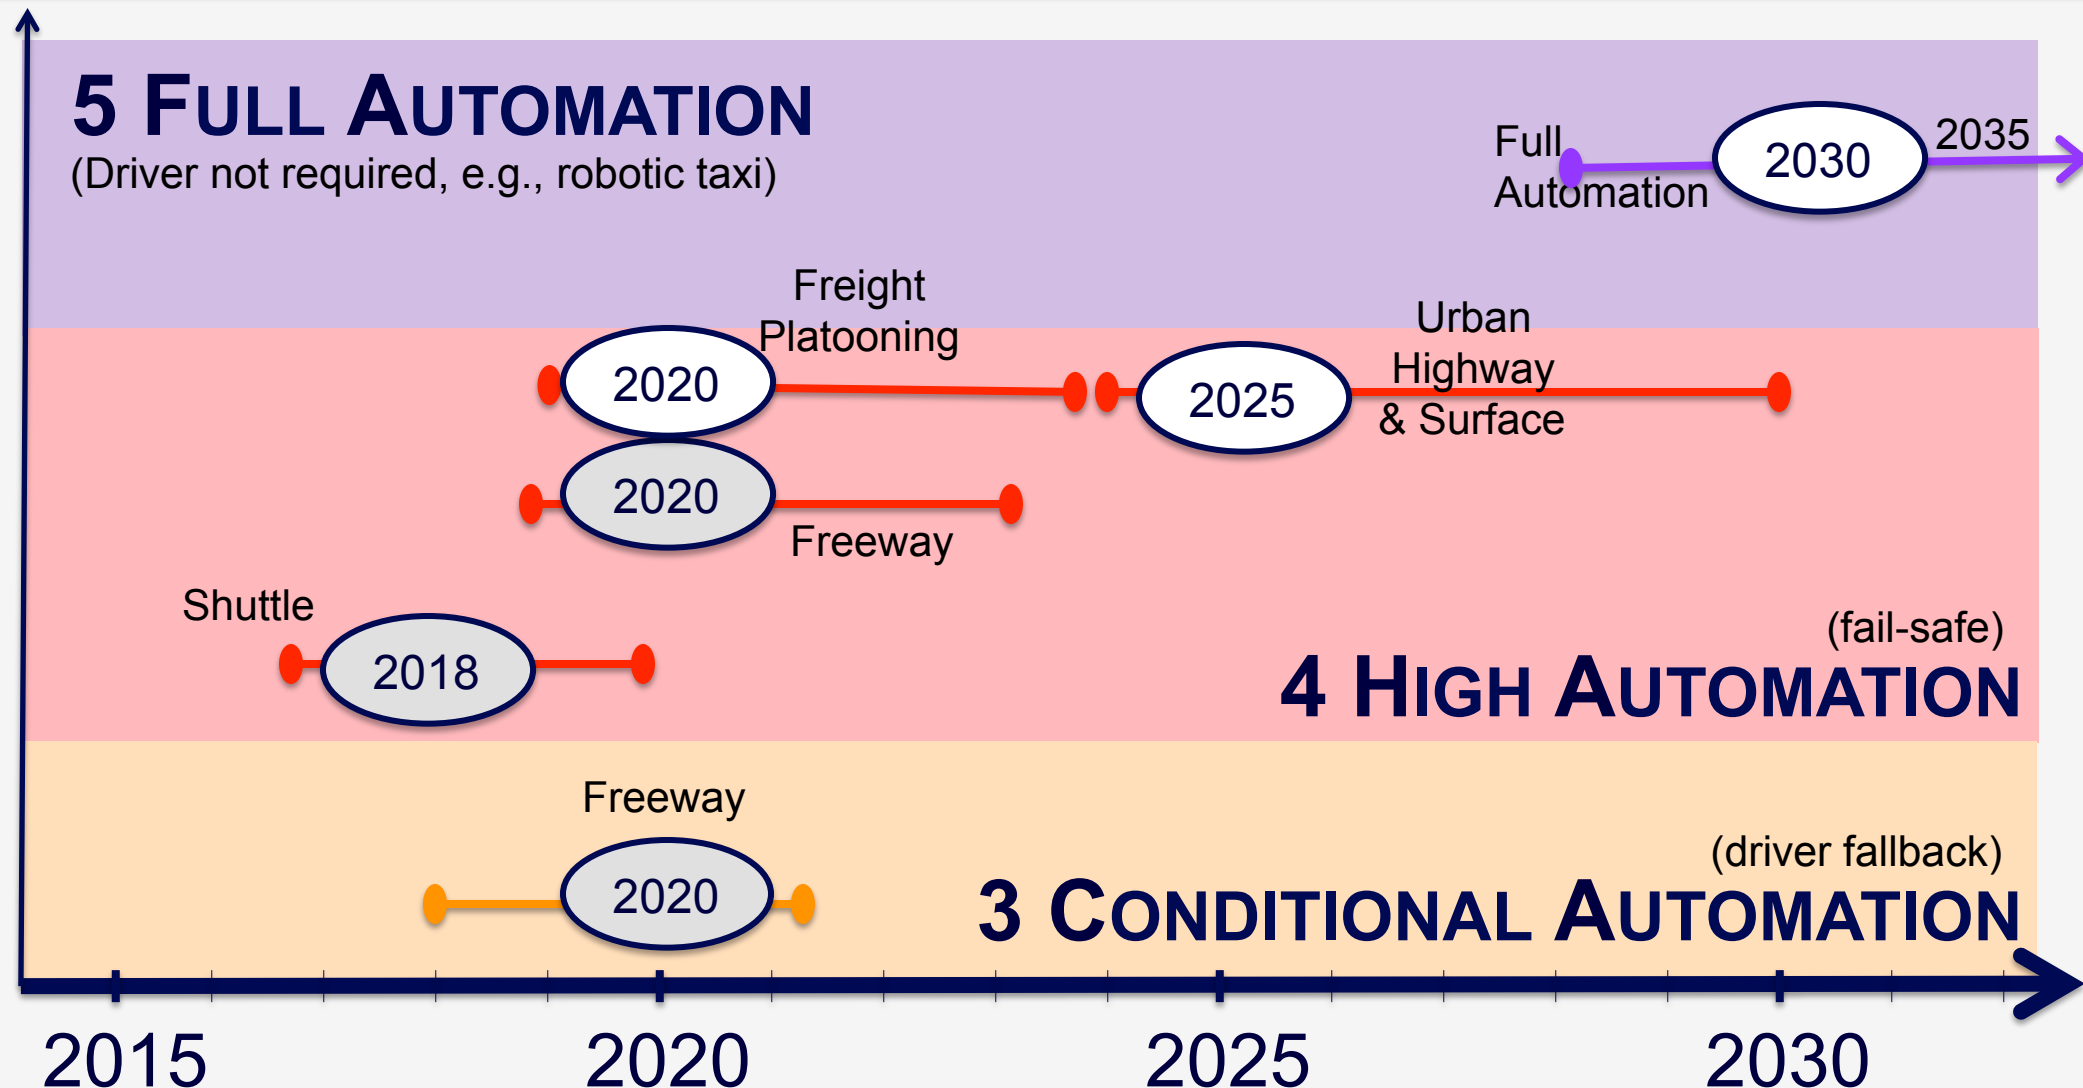 5 FULL AUTOMATION
(Driver not required, e.g., robotic taxi)
Full
Automation
2030
2035
Freight
Platooning
2020
Urban
Highway
& Surface
2025
2020
Freeway
Shuttle
2018
(fail-safe)
4 HIGH AUTOMATION
Freeway
2020
(driver fallback)
3 CONDITIONAL AUTOMATION
2015
2020
2025
2030